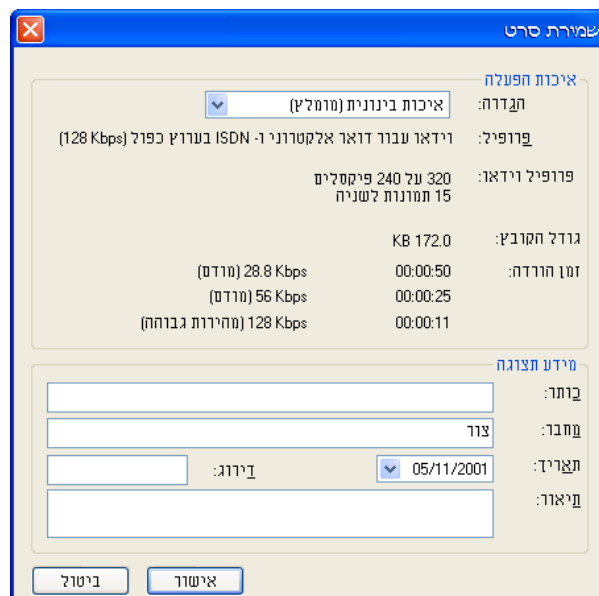 שמירת סרט
איכות הפעלה
הגדרה: איכות בינונית (מומלץ)
פרופיל: וידאו עבור דואר אלקטרוני ו- ISDN בערוץ כפול (128 Kbps)
פרופיל וידאו: 320 על 240 פיקסלים
15 תמונות לשניה
גודל הקובץ: KB 172.0
זמן הורדה: 00:00:50 28.8 Kbps (מודם)
00:00:25 56 Kbps (מודם)
00:00:11 128 Kbps (מהירות גבוהה)
מידע תצוגה
כותר:
מחבר: צור
תאריך: 05/11/2001 דירוג:
תיאור:
אישור ביטול